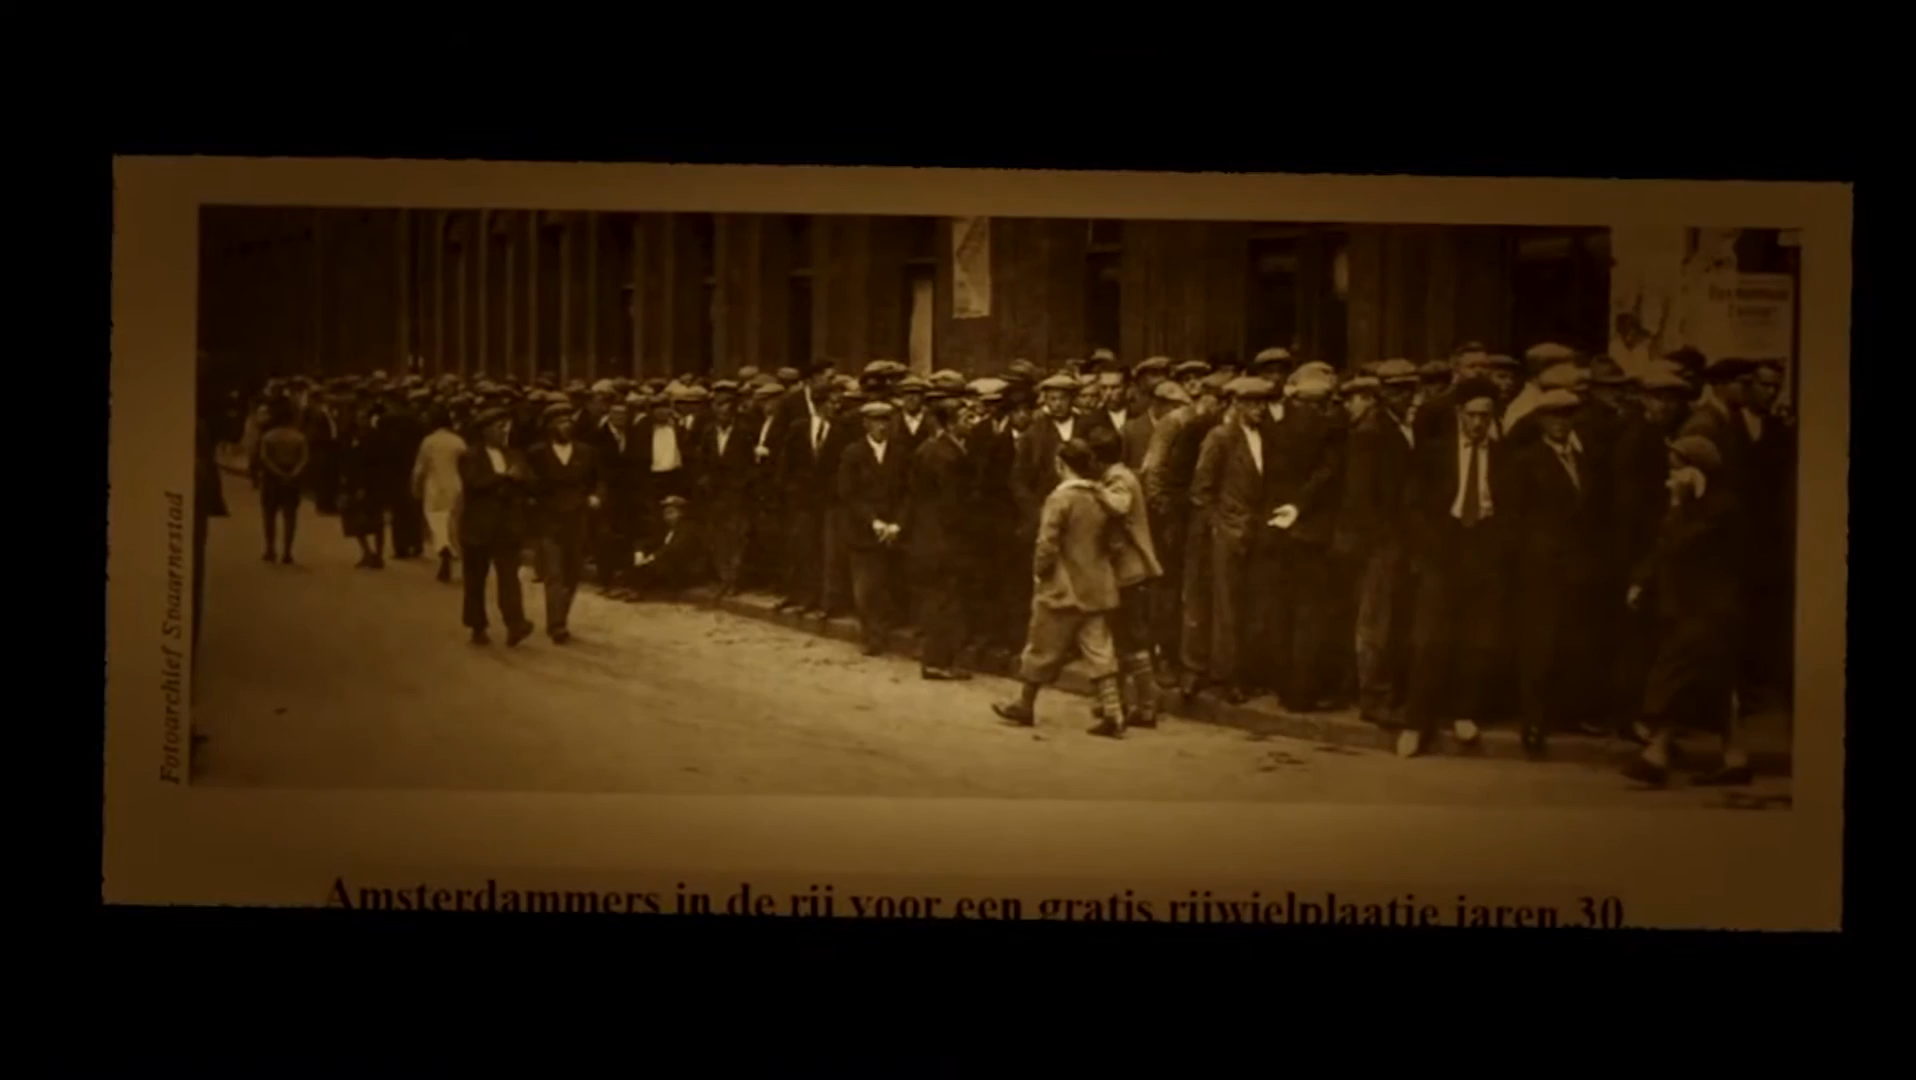 Fotoarchief Spaarnestad
Amsterdammers in de rij voor een gratis rijwielplaatje jaren 30